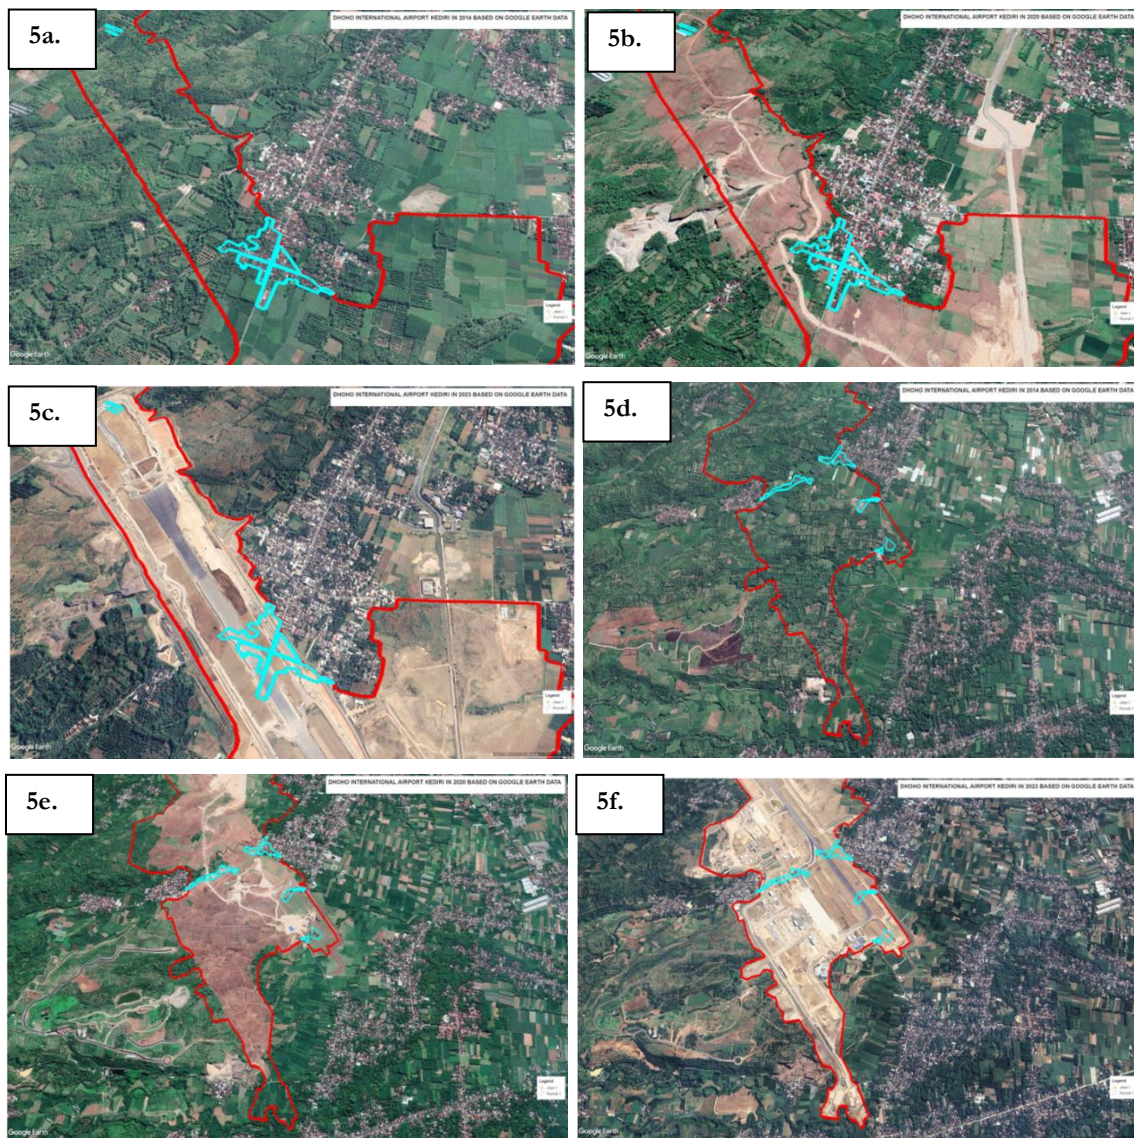 5a.
DHOHO INTERNATIONAL AIRPORT KEDIRI IN 2014 BASED ON GOOGLE EARTH DATA
Legend
Google Earth
5b.
DHOHO INTERNATIONAL AIRPORT KEDIRI IN 2020 BASED ON GOOGLE EARTH DATA
Legend
Google Earth
5c.
DHOHO INTERNATIONAL AIRPORT KEDIRI IN 2023 BASED ON GOOGLE EARTH DATA
Legend
Google Earth
5d.
DHOHO INTERNATIONAL AIRPORT KEDIRI IN 2014 BASED ON GOOGLE EARTH DATA
Legend
Google Earth
5e.
DHOHO INTERNATIONAL AIRPORT KEDIRI IN 2020 BASED ON GOOGLE EARTH DATA
Legend
Google Earth
5f.
DHOHO INTERNATIONAL AIRPORT KEDIRI IN 2023 BASED ON GOOGLE EARTH DATA
Legend
Google Earth